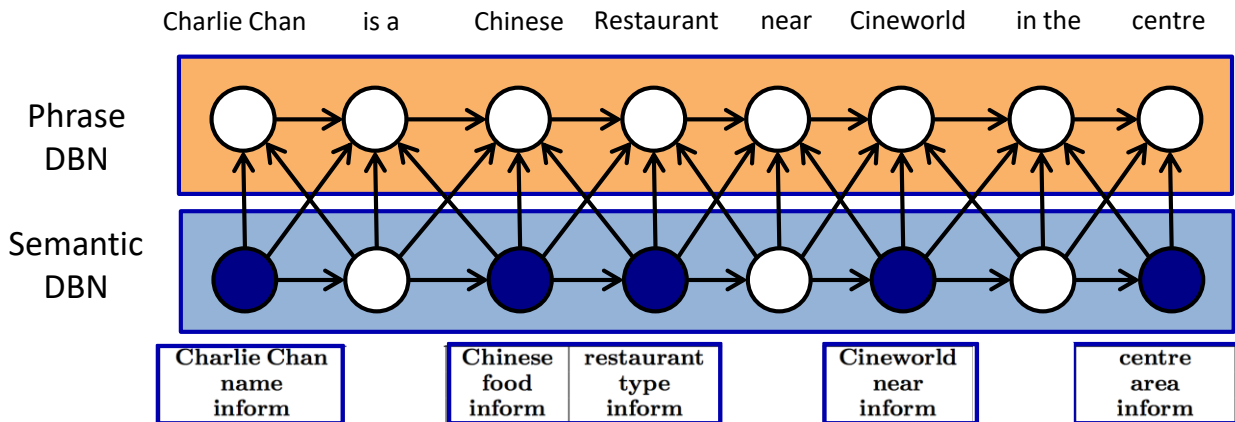 Charlie Chan is a Chinese Restaurant near Cineworld in the centre
Phrase
DBN
Semantic
DBN
Charlie Chan
name
inform
Chinese
food
inform
restaurant
type
inform
Cineworld
near
inform
centre
area
inform